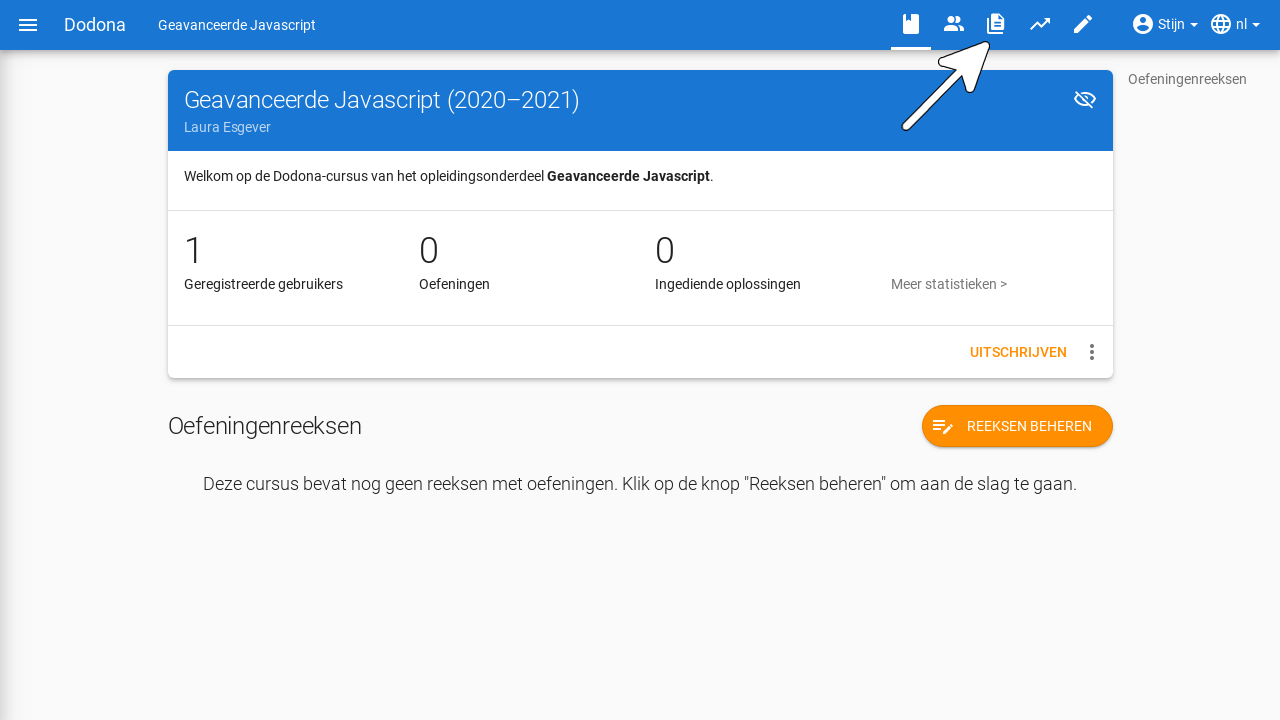 Dodona Geavanceerde Javascript Stijn nl
Oefeningenreeksen
Geavanceerde Javascript (2020–2021)
Laura Esgever
Welkom op de Dodona-cursus van het opleidingsonderdeel Geavanceerde Javascript.
1 0 0
Geregistreerde gebruikers Oefeningen Ingediende oplossingen Meer statistieken >
UITSCHRIJVEN
Oefeningenreeksen REEKSEN BEHEREN
Deze cursus bevat nog geen reeksen met oefeningen. Klik op de knop "Reeksen beheren" om aan de slag te gaan.